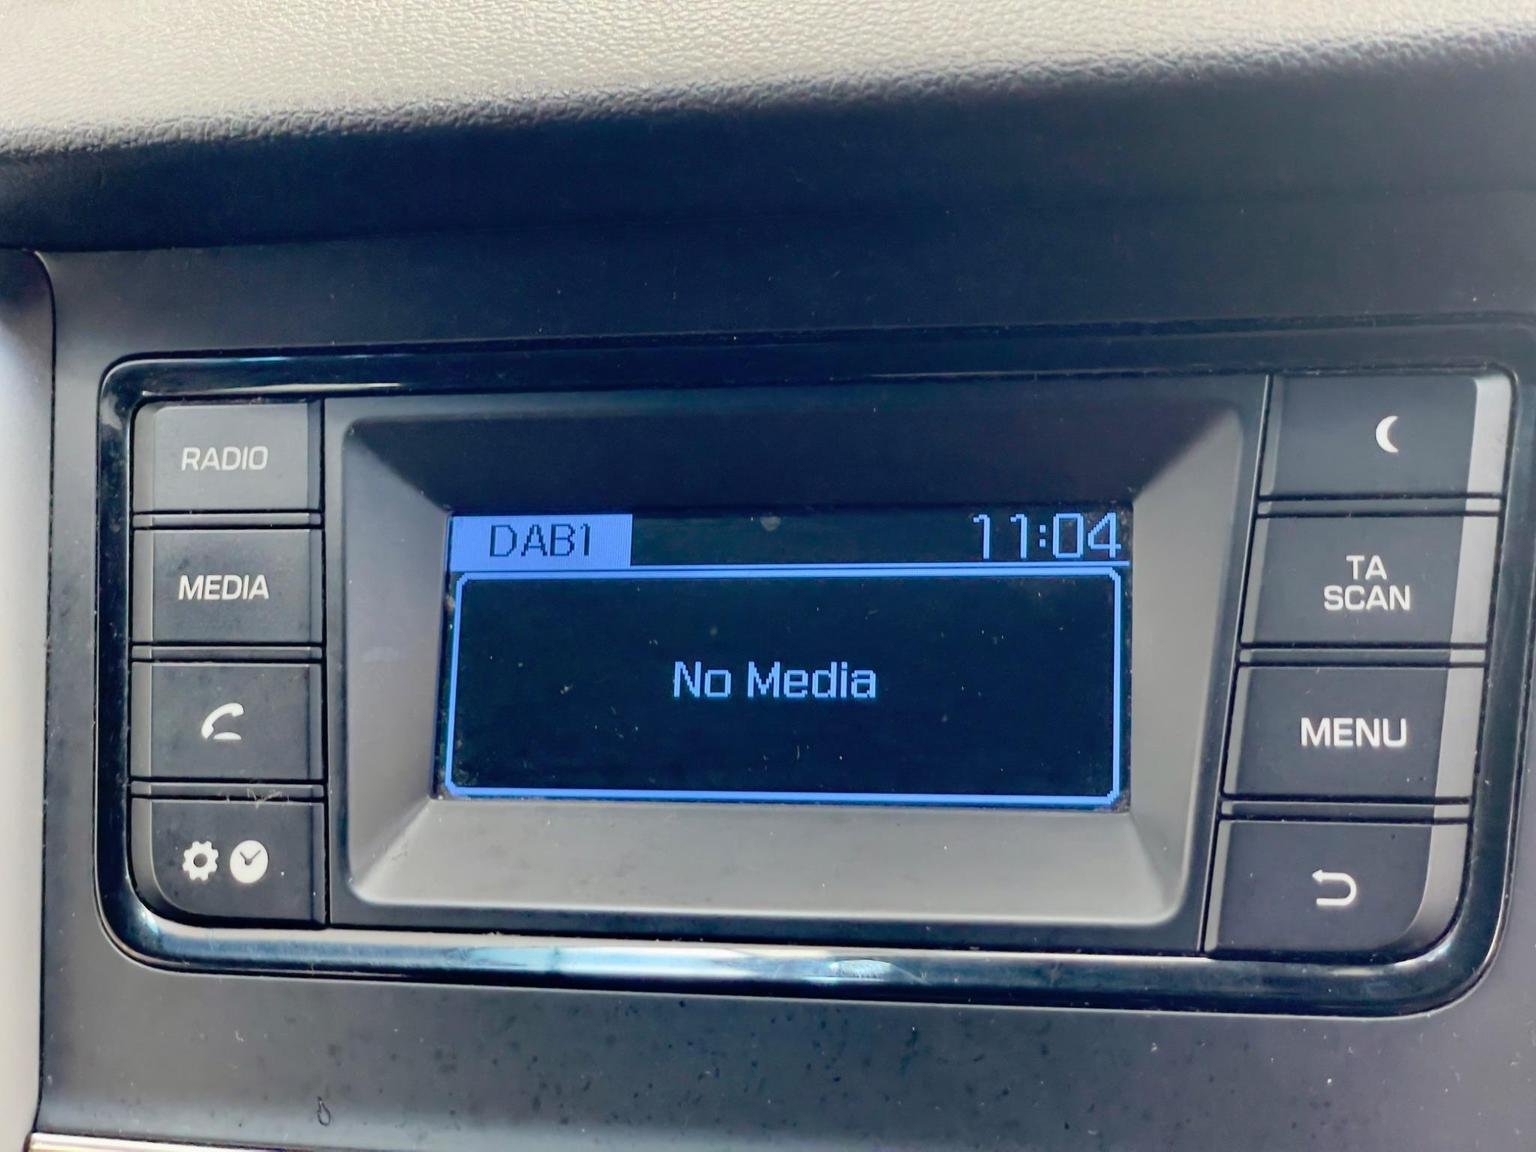 RADIO
MEDIA
DAB1 11:04
No Media
TA
SCAN
MENU